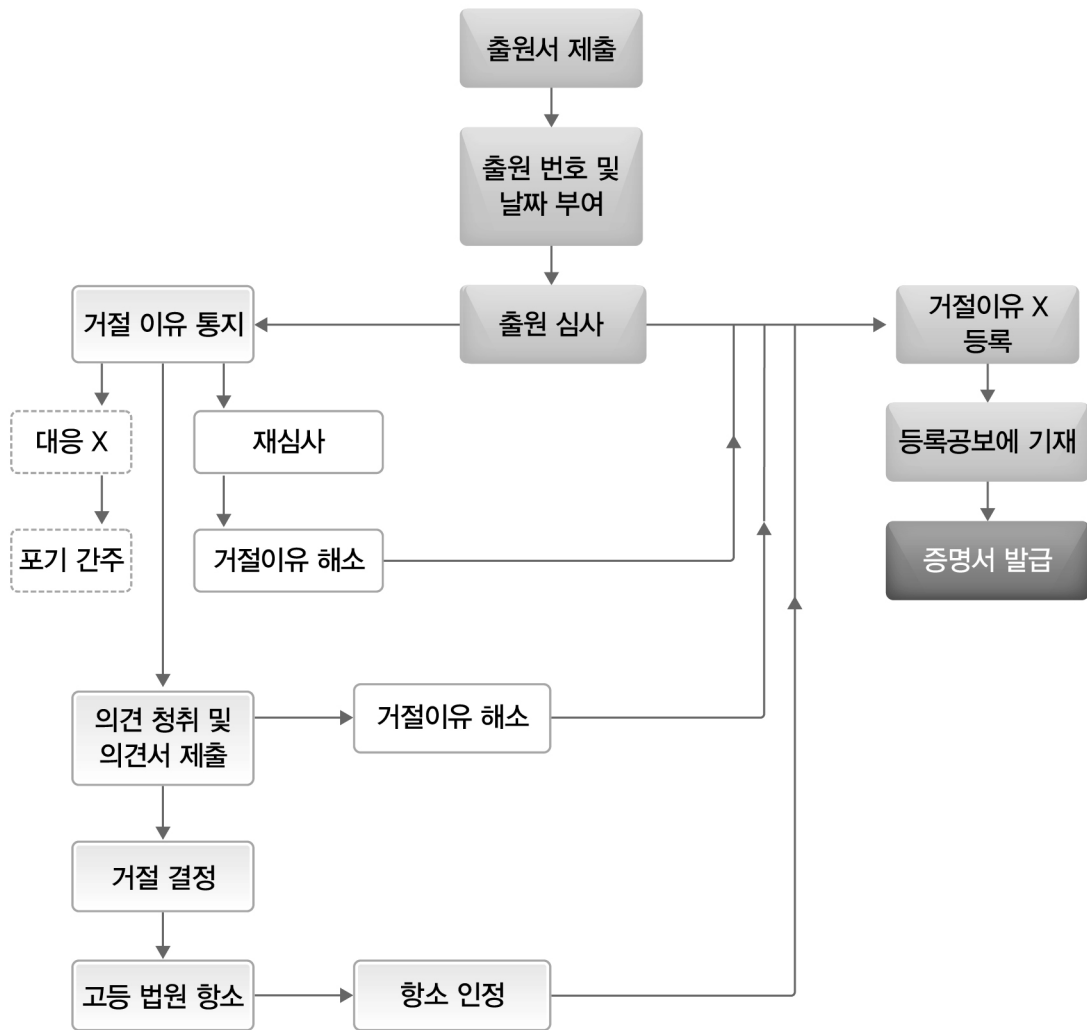 출원서 제출
출원 번호 및
날짜 부여
거절 이유 통지
출원 심사
거절이유 X
등록
대응 X
재심사
등록공보에 기재
포기 간주
거절이유 해소
증명서 발급
의견 청취 및
의견서 제출
거절이유 해소
거절 결정
고등 법원 항소
항소 인정